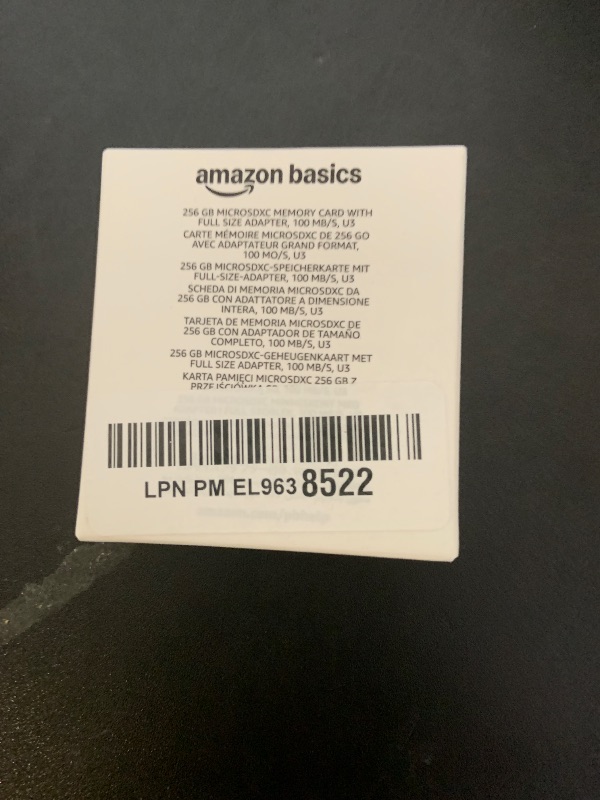 amazon basics
256 GB MICROSDXC MEMORY CARD WITH
FULL SIZE ADAPTER, 100 MB/S, U3
CARTE MÉMOIRE MICROSDXC DE 256 GO
AVEC ADAPTATEUR GRAND FORMAT,
100 MO/S, U3
256 GB MICROSDXC-SPEICHERKARTE MIT
FULL-SIZE-ADAPTER, 100 MB/S, U3
SCHEDA DI MEMORIA MICROSDXC DA
256 GB CON ADATTATORE A DIMENSIONE
INTERA, 100 MB/S, U3
TARJETA DE MEMORIA MICROSDXC DE
256 GB CON ADAPTADOR DE TAMAÑO
COMPLETO, 100 MB/S, U3
256 GB MICROSDXC-GEHEUGENKAART MET
FULL SIZE ADAPTER, 100 MB/S, U3
KARTA PAMIĘCI MICROSDXC 256 GB Z
LPN PM EL9638522